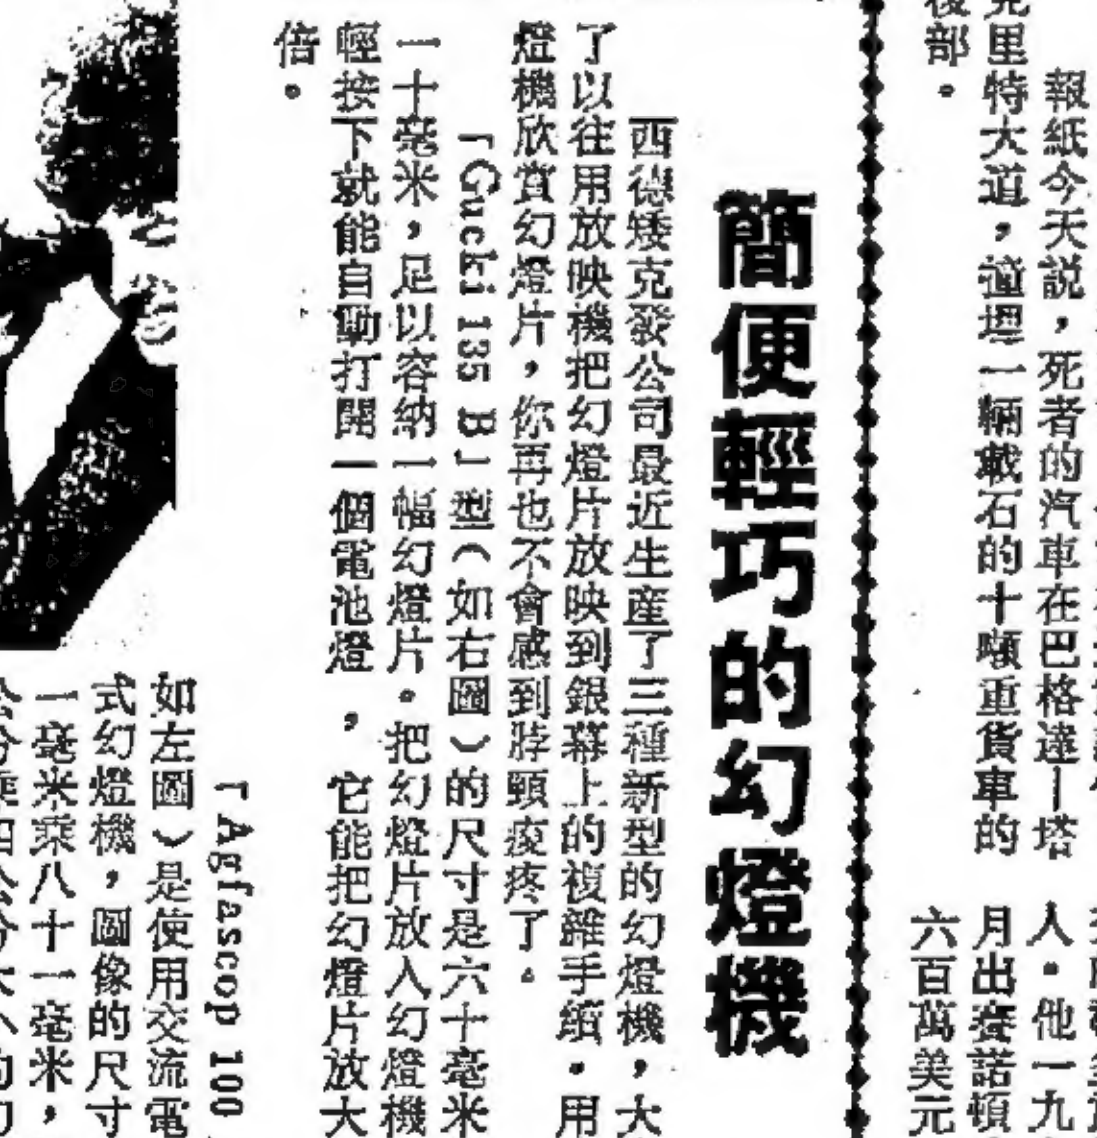 後部。
克里特大道，
一輛載石的十噸重貨車的
報紙今天説，死者的汽車在巴格達—塔
人。他一九
月出賽諾頓
六百萬美元
簡便輕巧的幻燈機
西德矮克發公司最近生產了三種新型的幻燈機，大
了以往用放映機把幻燈片放映到銀幕上的複雜手續。用
燈機欣賞幻燈片，你再也不會感到脖頸痠疼了。
「Gucki 135 B」型（如右圖）的尺寸是六十毫米
一十毫米，足以容納一幅幻燈片。把幻燈片放入幻燈機
輕按下就能自動打開一個電池燈，它能把幻燈片放大
倍。
「Agfascop 100
如左圖）是使用交流電
式幻燈機，圖像的尺寸
一毫米乘八十一毫米，